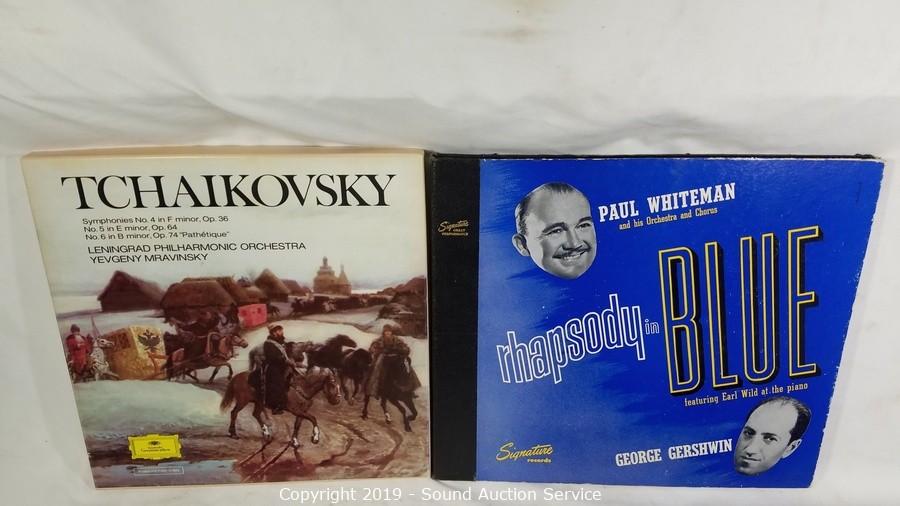 TCHAIKOVSKY
Symphonies No. 4 in F minor, Op. 36
No. 5 in E minor, Op. 64
No. 6 in B minor, Op. 74 "Pathétique"
LENINGRAD PHILHARMONIC ORCHESTRA
YEVGENY MRAVINSKY
Signature
PAUL WHITEMAN
and his Orchestra and Chorus
rhapsody in BLUE
featuring Earl Wild at the piano
Signature
records
GEORGE GERSHWIN
Copyright 2019 - Sound Auction Service